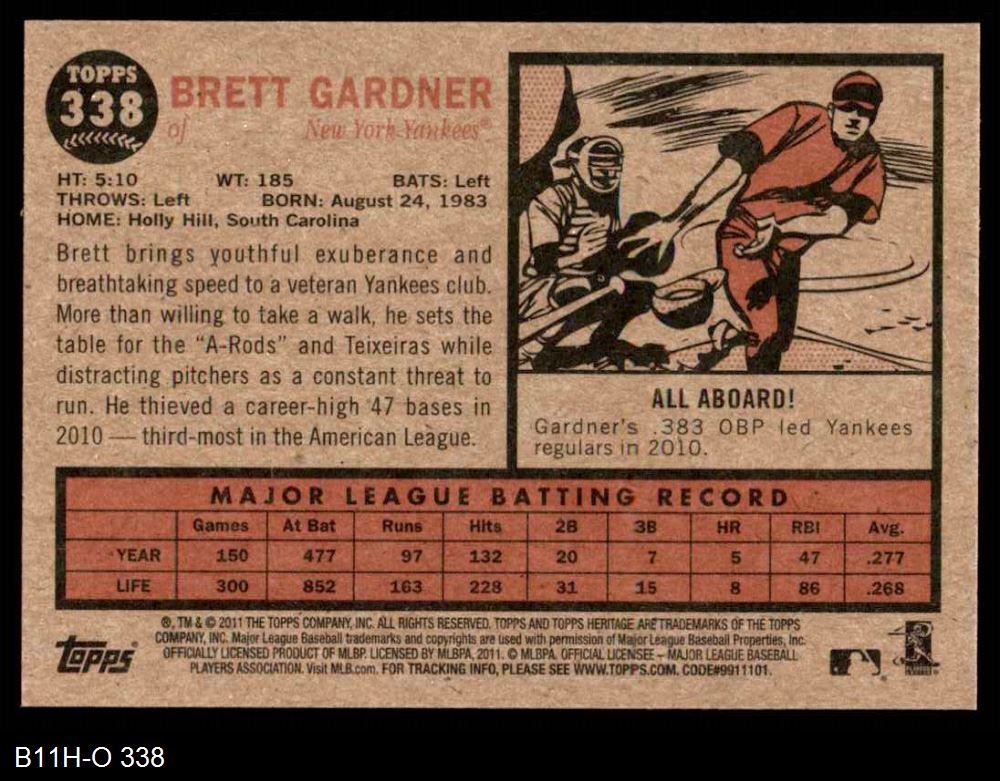 TOPPS
338
BRETT GARDNER
of New York Yankees®
HT: 5:10 WT: 185 BATS: Left
THROWS: Left BORN: August 24, 1983
HOME: Holly Hill, South Carolina
Brett brings youthful exuberance and
breathtaking speed to a veteran Yankees club.
More than willing to take a walk, he sets the
table for the “A-Rods” and Teixeiras while
distracting pitchers as a constant threat to
run. He thieved a career-high 47 bases in
2010 — third-most in the American League.
ALL ABOARD!
Gardner's .383 OBP led Yankees
regulars in 2010.
MAJOR LEAGUE BATTING RECORD
Games At Bat Runs Hits 2B 3B HR RBI Avg.
YEAR 150 477 97 132 20 7 5 47 .277
LIFE 300 852 163 228 31 15 8 86 .268
®, TM & © 2011 THE TOPPS COMPANY, INC. ALL RIGHTS RESERVED. TOPPS AND TOPPS HERITAGE ARE TRADEMARKS OF THE TOPPS
COMPANY, INC. Major League Baseball trademarks and copyrights are used with permission of Major League Baseball Properties, Inc.
OFFICIALLY LICENSED PRODUCT OF MLBP. LICENSED BY MLBPA, 2011. © MLBPA. OFFICIAL LICENSEE – MAJOR LEAGUE BASEBALL
PLAYERS ASSOCIATION. Visit MLB.com. FOR TRACKING INFO, PLEASE SEE WWW.TOPPS.COM. CODE#9911101.
Topps®
B11H-O 338